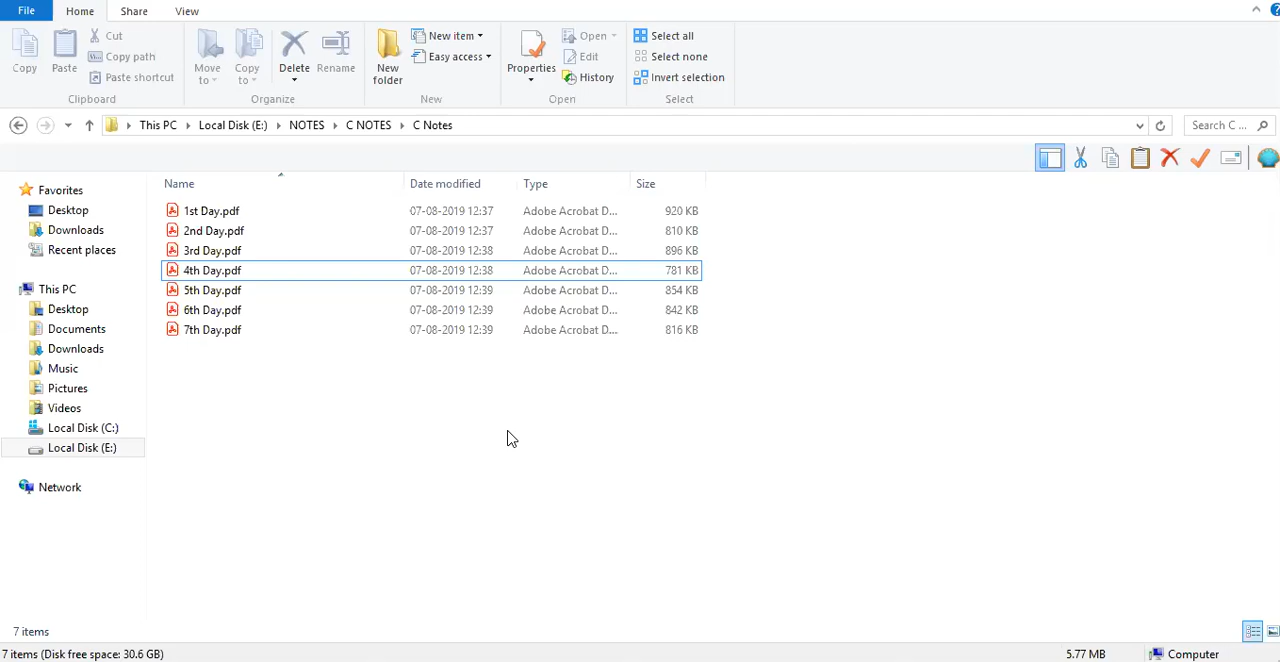 File Home Share View
Copy Paste Cut Copy path Paste shortcut Clipboard
Move to Copy to Delete Rename Organize
New folder New item Easy access New
Properties Open Edit History Open
Select all Select none Invert selection Select
This PC Local Disk (E:) NOTES C NOTES C Notes Search C ...
Name Date modified Type Size
1st Day.pdf 07-08-2019 12:37 Adobe Acrobat D... 920 KB
2nd Day.pdf 07-08-2019 12:37 Adobe Acrobat D... 810 KB
3rd Day.pdf 07-08-2019 12:38 Adobe Acrobat D... 896 KB
4th Day.pdf 07-08-2019 12:38 Adobe Acrobat D... 781 KB
5th Day.pdf 07-08-2019 12:39 Adobe Acrobat D... 854 KB
6th Day.pdf 07-08-2019 12:39 Adobe Acrobat D... 842 KB
7th Day.pdf 07-08-2019 12:39 Adobe Acrobat D... 816 KB
Favorites
Desktop
Downloads
Recent places
This PC
Desktop
Documents
Downloads
Music
Pictures
Videos
Local Disk (C:)
Local Disk (E:)
Network
7 items
7 items (Disk free space: 30.6 GB) 5.77 MB Computer